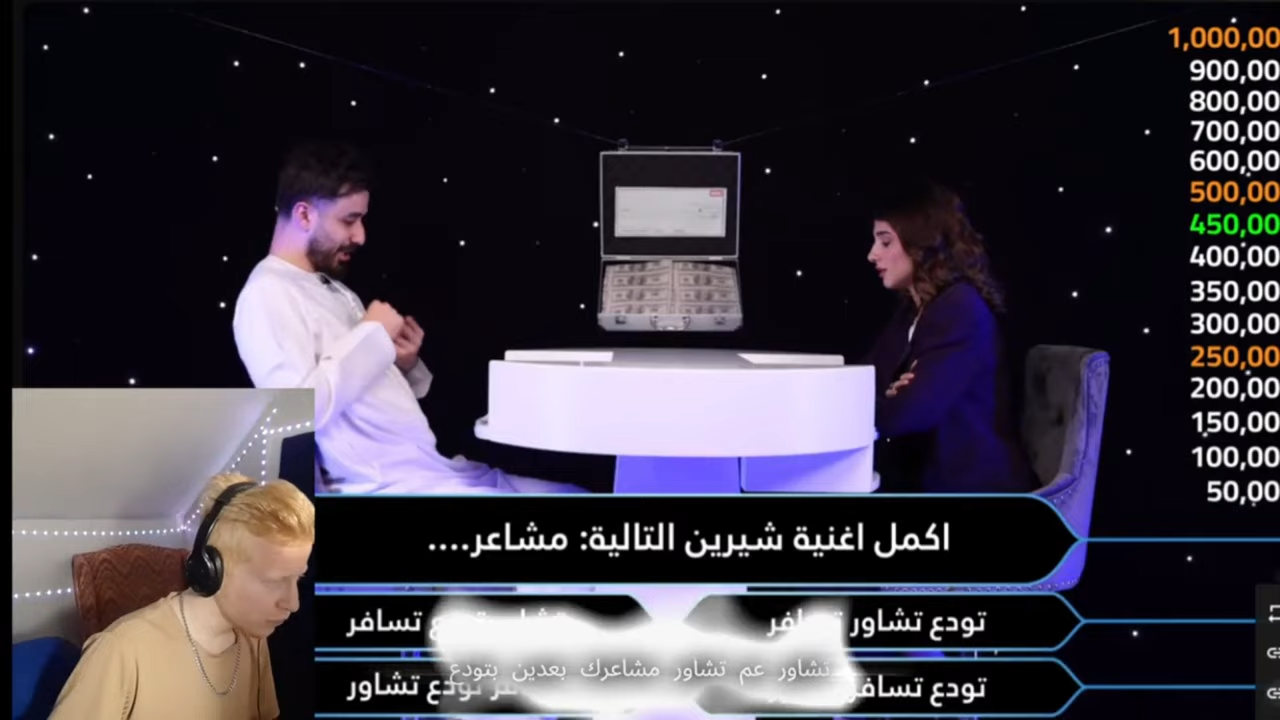 1,000,00
900,00
800,00
700,00
600,00
500,00
450,00
400,00
350,00
300,00
250,00
200,00
150,00
100,00
50,00
اكمل اغنية شيرين التالية: مشاعر....
تودع تشاور تسافر
تسافر
تشاور عم تشاور مشاعرك بعدين بتودع
تودع تسافر
تودع تشاور